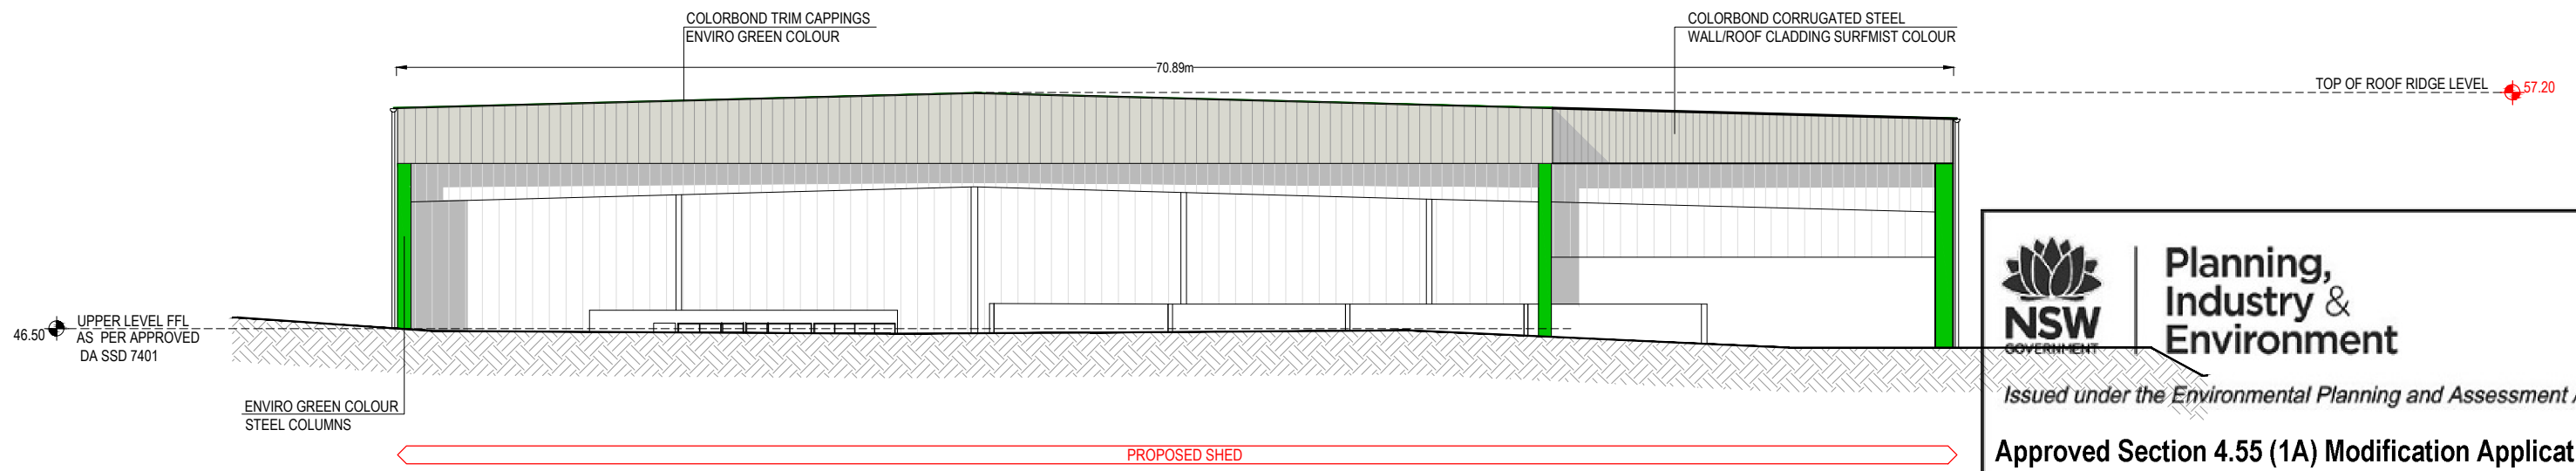 COLORBOND TRIM CAPPINGS
ENVIRO GREEN COLOUR
COLORBOND CORRUGATED STEEL
WALL/ROOF CLADDING SURFMIST COLOUR
70.89m
TOP OF ROOF RIDGE LEVEL 57.20
46.50 UPPER LEVEL FFL
AS PER APPROVED
DA SSD 7401
ENVIRO GREEN COLOUR
STEEL COLUMNS
PROPOSED SHED
NSW
GOVERNMENT
Planning,
Industry &
Environment
Issued under the Environmental Planning and Assessment A
Approved Section 4.55 (1A) Modification Applicat